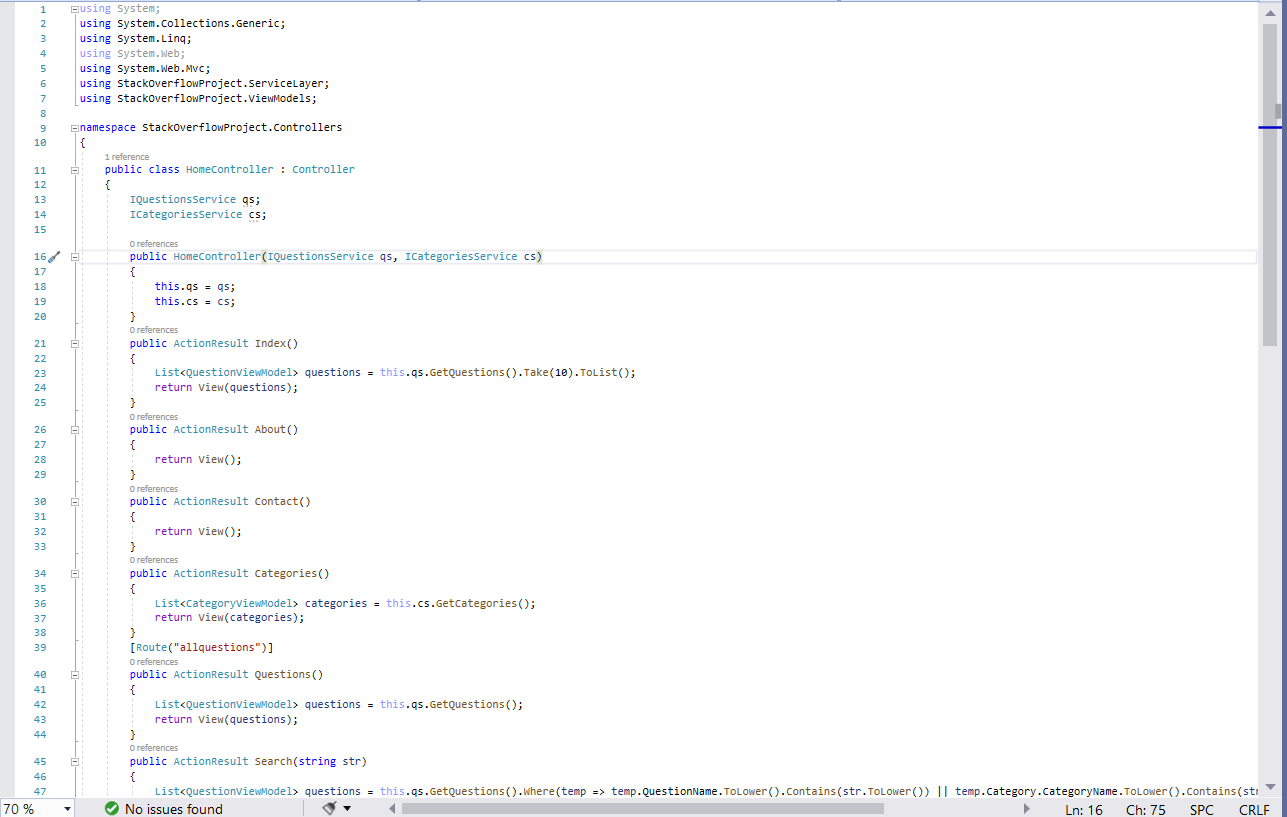 1 using System;
2 using System.Collections.Generic;
3 using System.Linq;
4 using System.Web;
5 using System.Web.Mvc;
6 using StackOverflowProject.ServiceLayer;
7 using StackOverflowProject.ViewModels;
8
9 namespace StackOverflowProject.Controllers
10 {
1 reference
11 public class HomeController : Controller
12 {
13 IQuestionsService qs;
14 ICategoriesService cs;
15
0 references
16 public HomeController(IQuestionsService qs, ICategoriesService cs)
17 {
18 this.qs = qs;
19 this.cs = cs;
20 }
0 references
21 public ActionResult Index()
22 {
23 List<QuestionViewModel> questions = this.qs.GetQuestions().Take(10).ToList();
24 return View(questions);
25 }
0 references
26 public ActionResult About()
27 {
28 return View();
29 }
0 references
30 public ActionResult Contact()
31 {
32 return View();
33 }
0 references
34 public ActionResult Categories()
35 {
36 List<CategoryViewModel> categories = this.cs.GetCategories();
37 return View(categories);
38 }
39 [Route("allquestions")]
0 references
40 public ActionResult Questions()
41 {
42 List<QuestionViewModel> questions = this.qs.GetQuestions();
43 return View(questions);
44 }
0 references
45 public ActionResult Search(string str)
46 {
47 List<QuestionViewModel> questions = this.qs.GetQuestions().Where(temp => temp.QuestionName.ToLower().Contains(str.ToLower()) || temp.Category.CategoryName.ToLower().Contains(st
70 % No issues found Ln: 16 Ch: 75 SPC CRLF